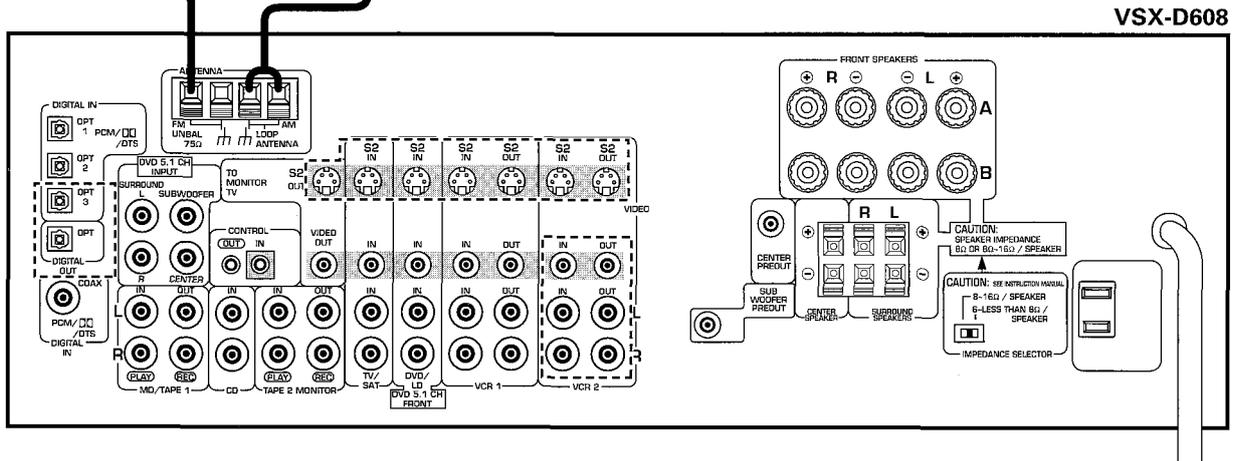 VSX-D608
ANTENNA
FM
UNBAL
75Ω
AM
LOOP
ANTENNA
DIGITAL IN
OPT
1
PCM/DD
/DTS
OPT
2
OPT
3
OPT
DIGITAL
OUT
COAX
PCM/DD
/DTS
DIGITAL
IN
DVD 5.1 CH
INPUT
SURROUND
L
SUBWOOFER
R
CENTER
TO
MONITOR
TV
S2
OUT
S2
IN
S2
IN
S2
IN
S2
OUT
S2
IN
S2
OUT
VIDEO
CONTROL
OUT IN
VIDEO
OUT
IN IN IN OUT IN OUT
IN OUT IN IN OUT IN IN IN OUT IN OUT
L L
R R
PLAY REC
MD/TAPE 1
CD
PLAY REC
TAPE 2 MONITOR
TV/
SAT
DVD/
LD
DVD 5.1 CH
FRONT
VCR 1
VCR 2
FRONT SPEAKERS
+ R − − L +
A
B
CENTER
PREOUT
SUB
WOOFER
PREOUT
R L
+ +
− −
CENTER
SPEAKER
SURROUND
SPEAKERS
CAUTION:
SPEAKER IMPEDANCE
8Ω OR 8Ω~16Ω / SPEAKER
CAUTION: SEE INSTRUCTION MANUAL
8~16Ω / SPEAKER
6~LESS THAN 8Ω /
SPEAKER
IMPEDANCE SELECTOR